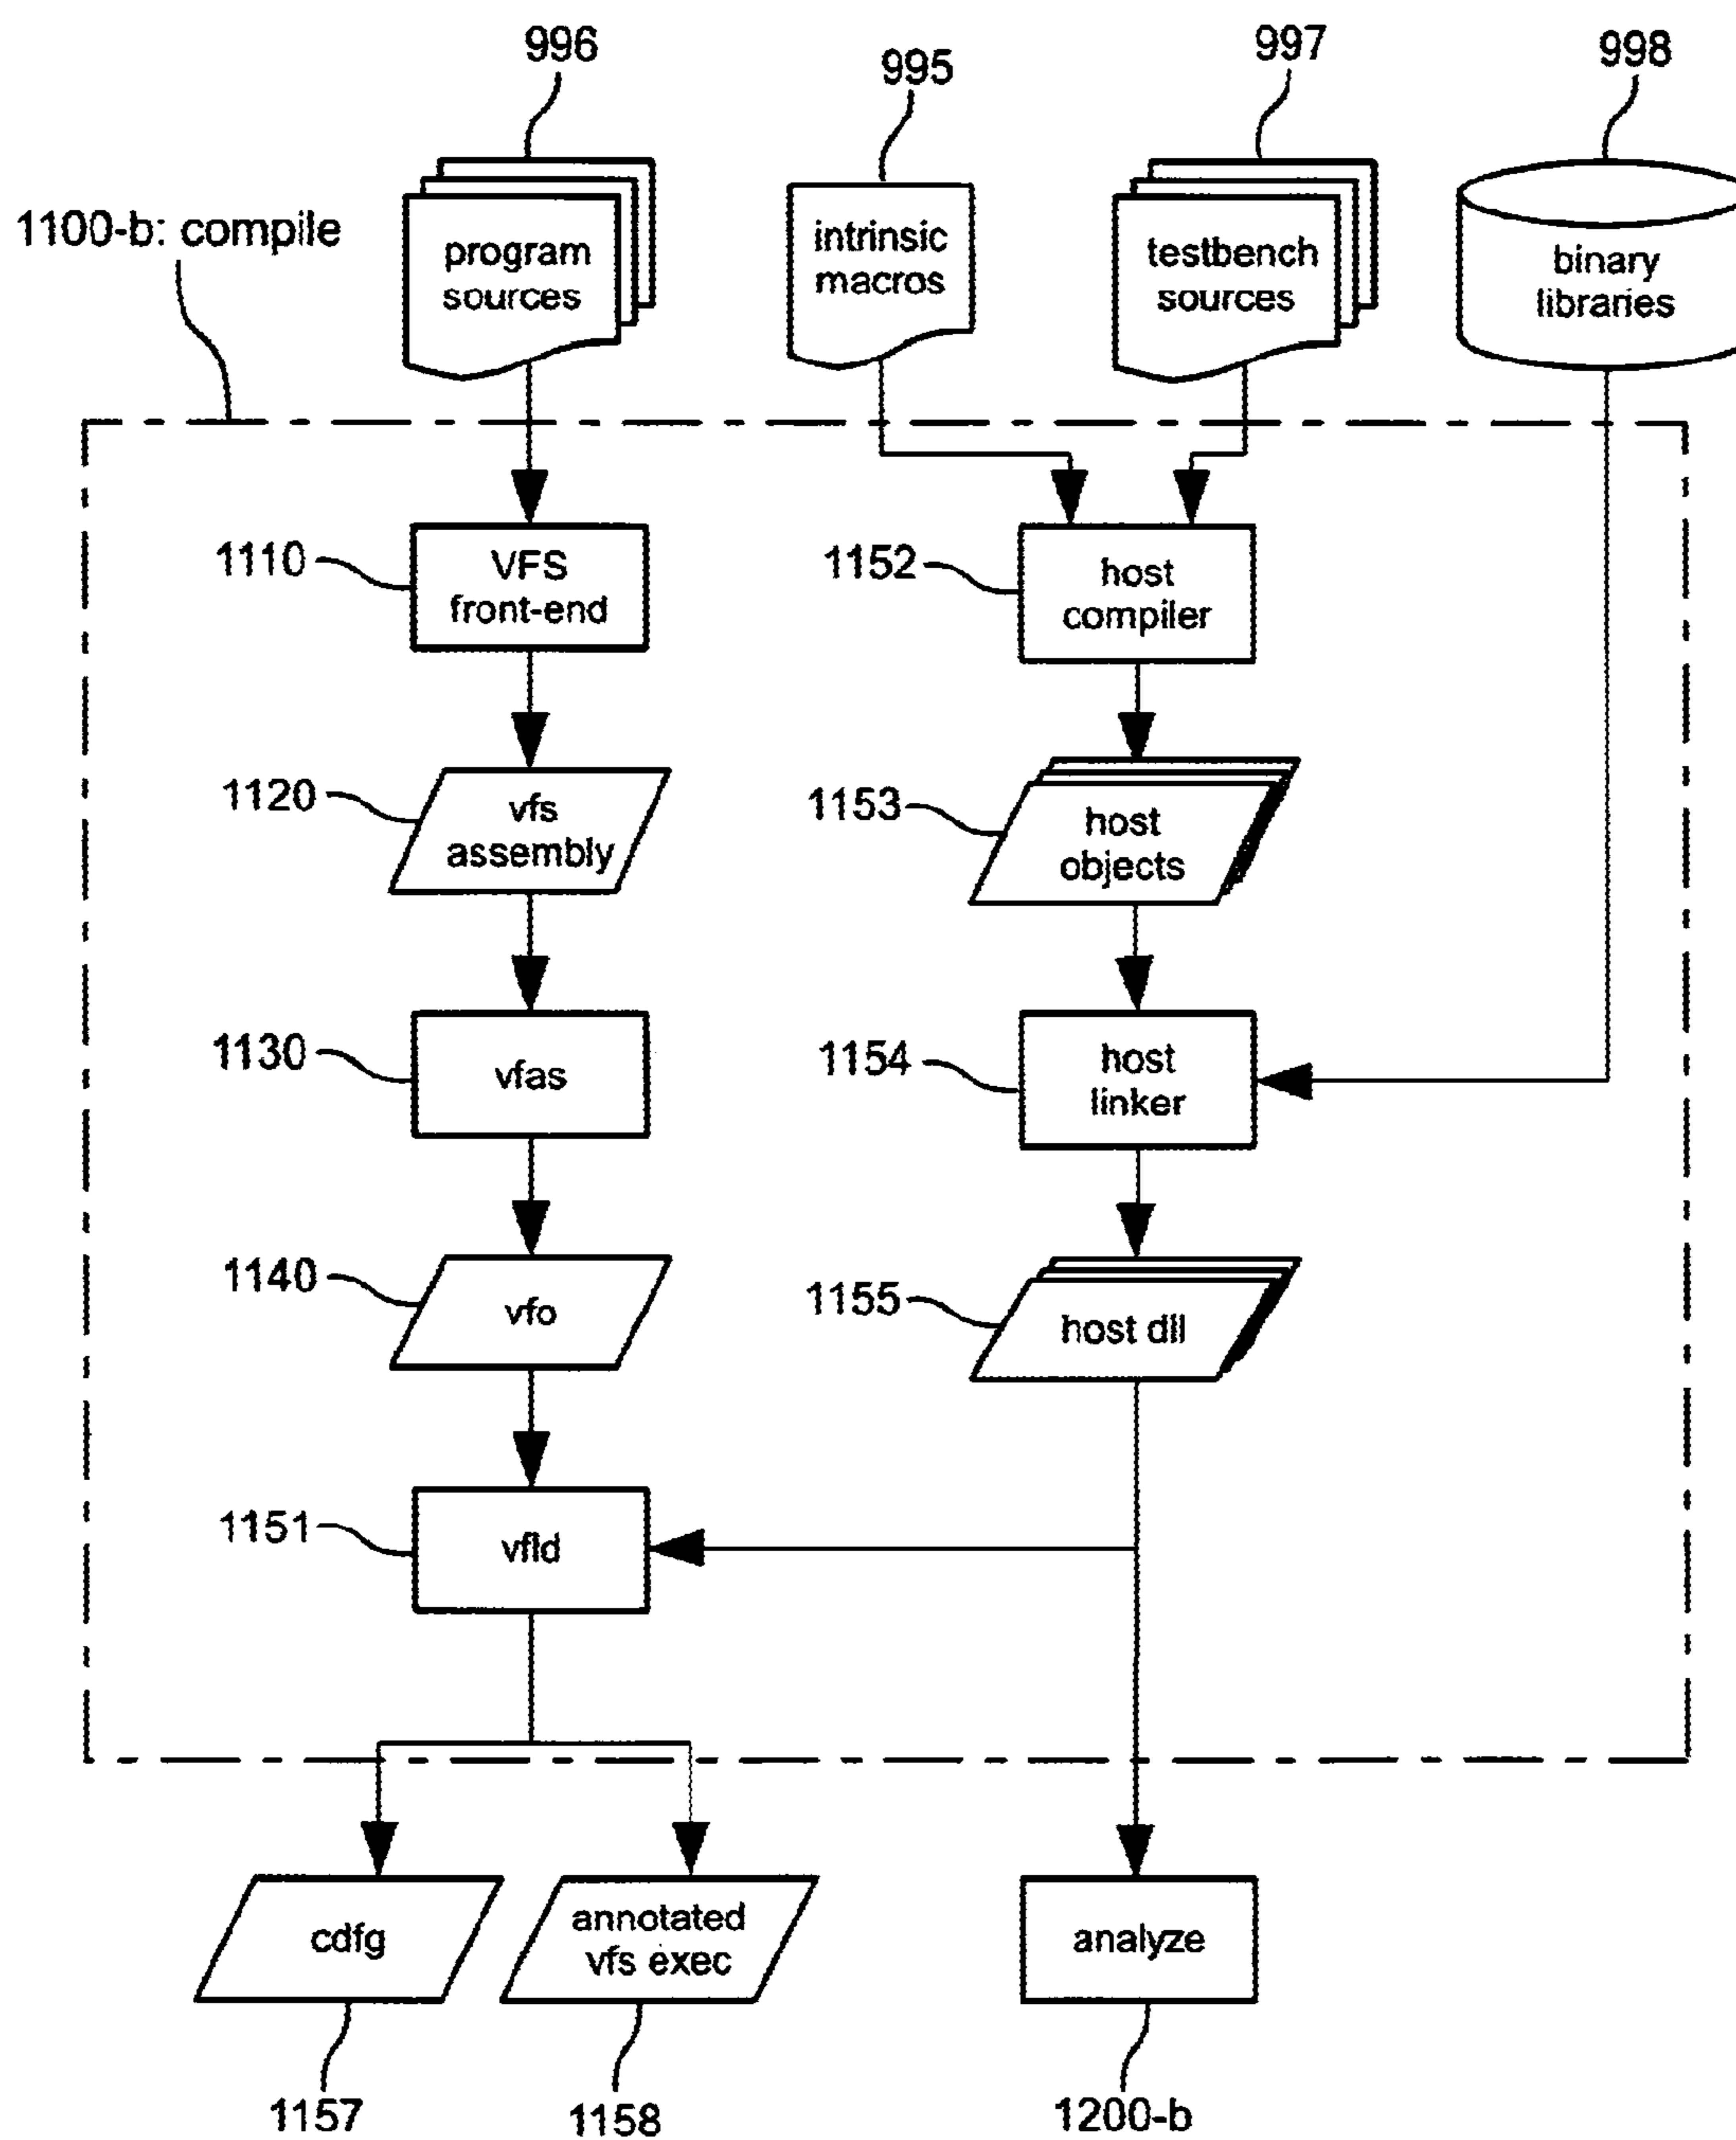 996
995
997
998
1100-b: compile
program
sources
intrinsic
macros
testbench
sources
binary
libraries
1110
VFS
front-end
1152
host
compiler
1120
vfs
assembly
1153
host
objects
1130
vfas
1154
host
linker
1140
vfo
1155
host dll
1151
vfld
cdfg
annotated
vfs exec
analyze
1157
1158
1200-b